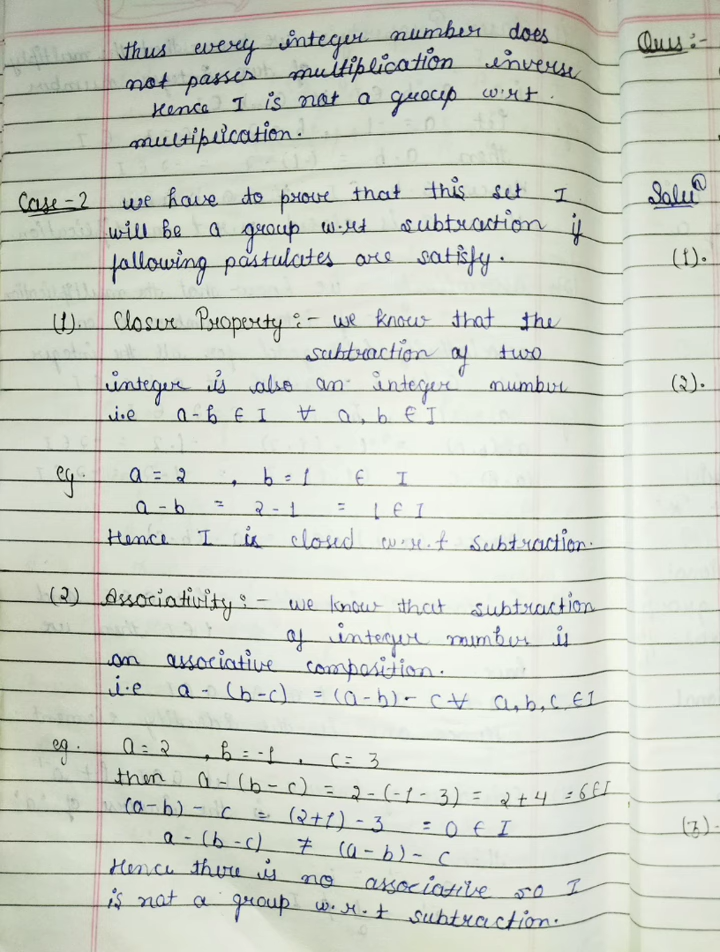 thus every integer number does
not passes multiplication inverse
Hence I is not a group w.r.t.
multiplication.
Case-2 we have to prove that this set I
will be a group w.r.t subtraction if
following postulates are satisfy.
(1). Closer Property :- we know that the
subtraction of two
integer is also an integer number
i.e a-b ∈ I ∀ a, b ∈ I
eg. a = 2 , b = 1 ∈ I
a - b = 2 - 1 = 1 ∈ I
Hence I is closed w.r.t subtraction.
(2) Associativity :- we know that subtraction
of integer number is
an associative composition.
i.e a - (b-c) = (a-b) - c ∀ a, b, c, ∈ I
eg. a = 2 , b = -1 , c = 3
then a - (b - c) = 2 - (-1 - 3) = 2 + 4 = 6 ∈ I
(a-b) - c = (2+1) - 3 = 0 ∈ I
a - (b - c) ≠ (a - b) - c
Hence there is no associative so I
is not a group w.r.t subtraction.
Ques :-
Solu^n
(1).
(2).